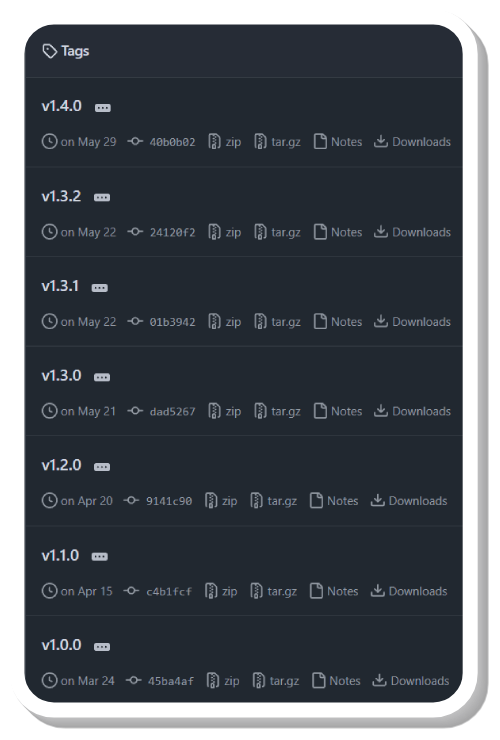 Tags
v1.4.0
on May 29 40b0b02 zip tar.gz Notes Downloads
v1.3.2
on May 22 24120f2 zip tar.gz Notes Downloads
v1.3.1
on May 22 01b3942 zip tar.gz Notes Downloads
v1.3.0
on May 21 dad5267 zip tar.gz Notes Downloads
v1.2.0
on Apr 20 9141c90 zip tar.gz Notes Downloads
v1.1.0
on Apr 15 c4b1fcf zip tar.gz Notes Downloads
v1.0.0
on Mar 24 45ba4af zip tar.gz Notes Downloads